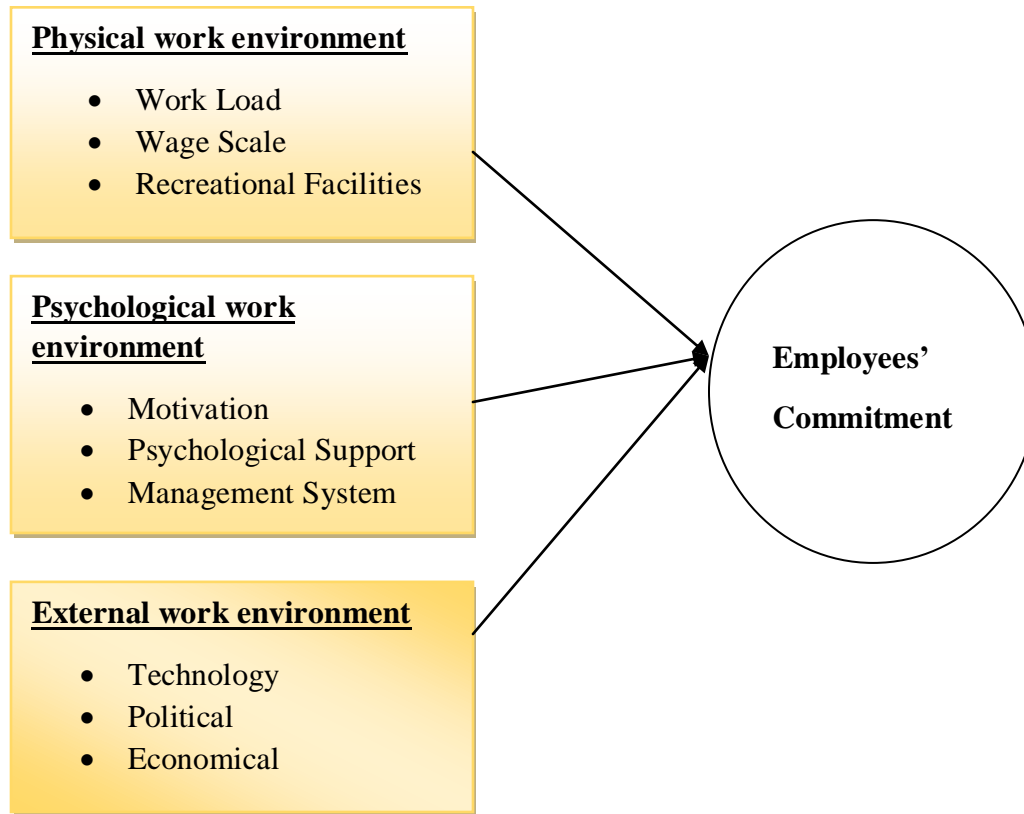 Physical work environment
• Work Load
• Wage Scale
• Recreational Facilities
Psychological work
environment
• Motivation
• Psychological Support
• Management System
External work environment
• Technology
• Political
• Economical
Employees’
Commitment